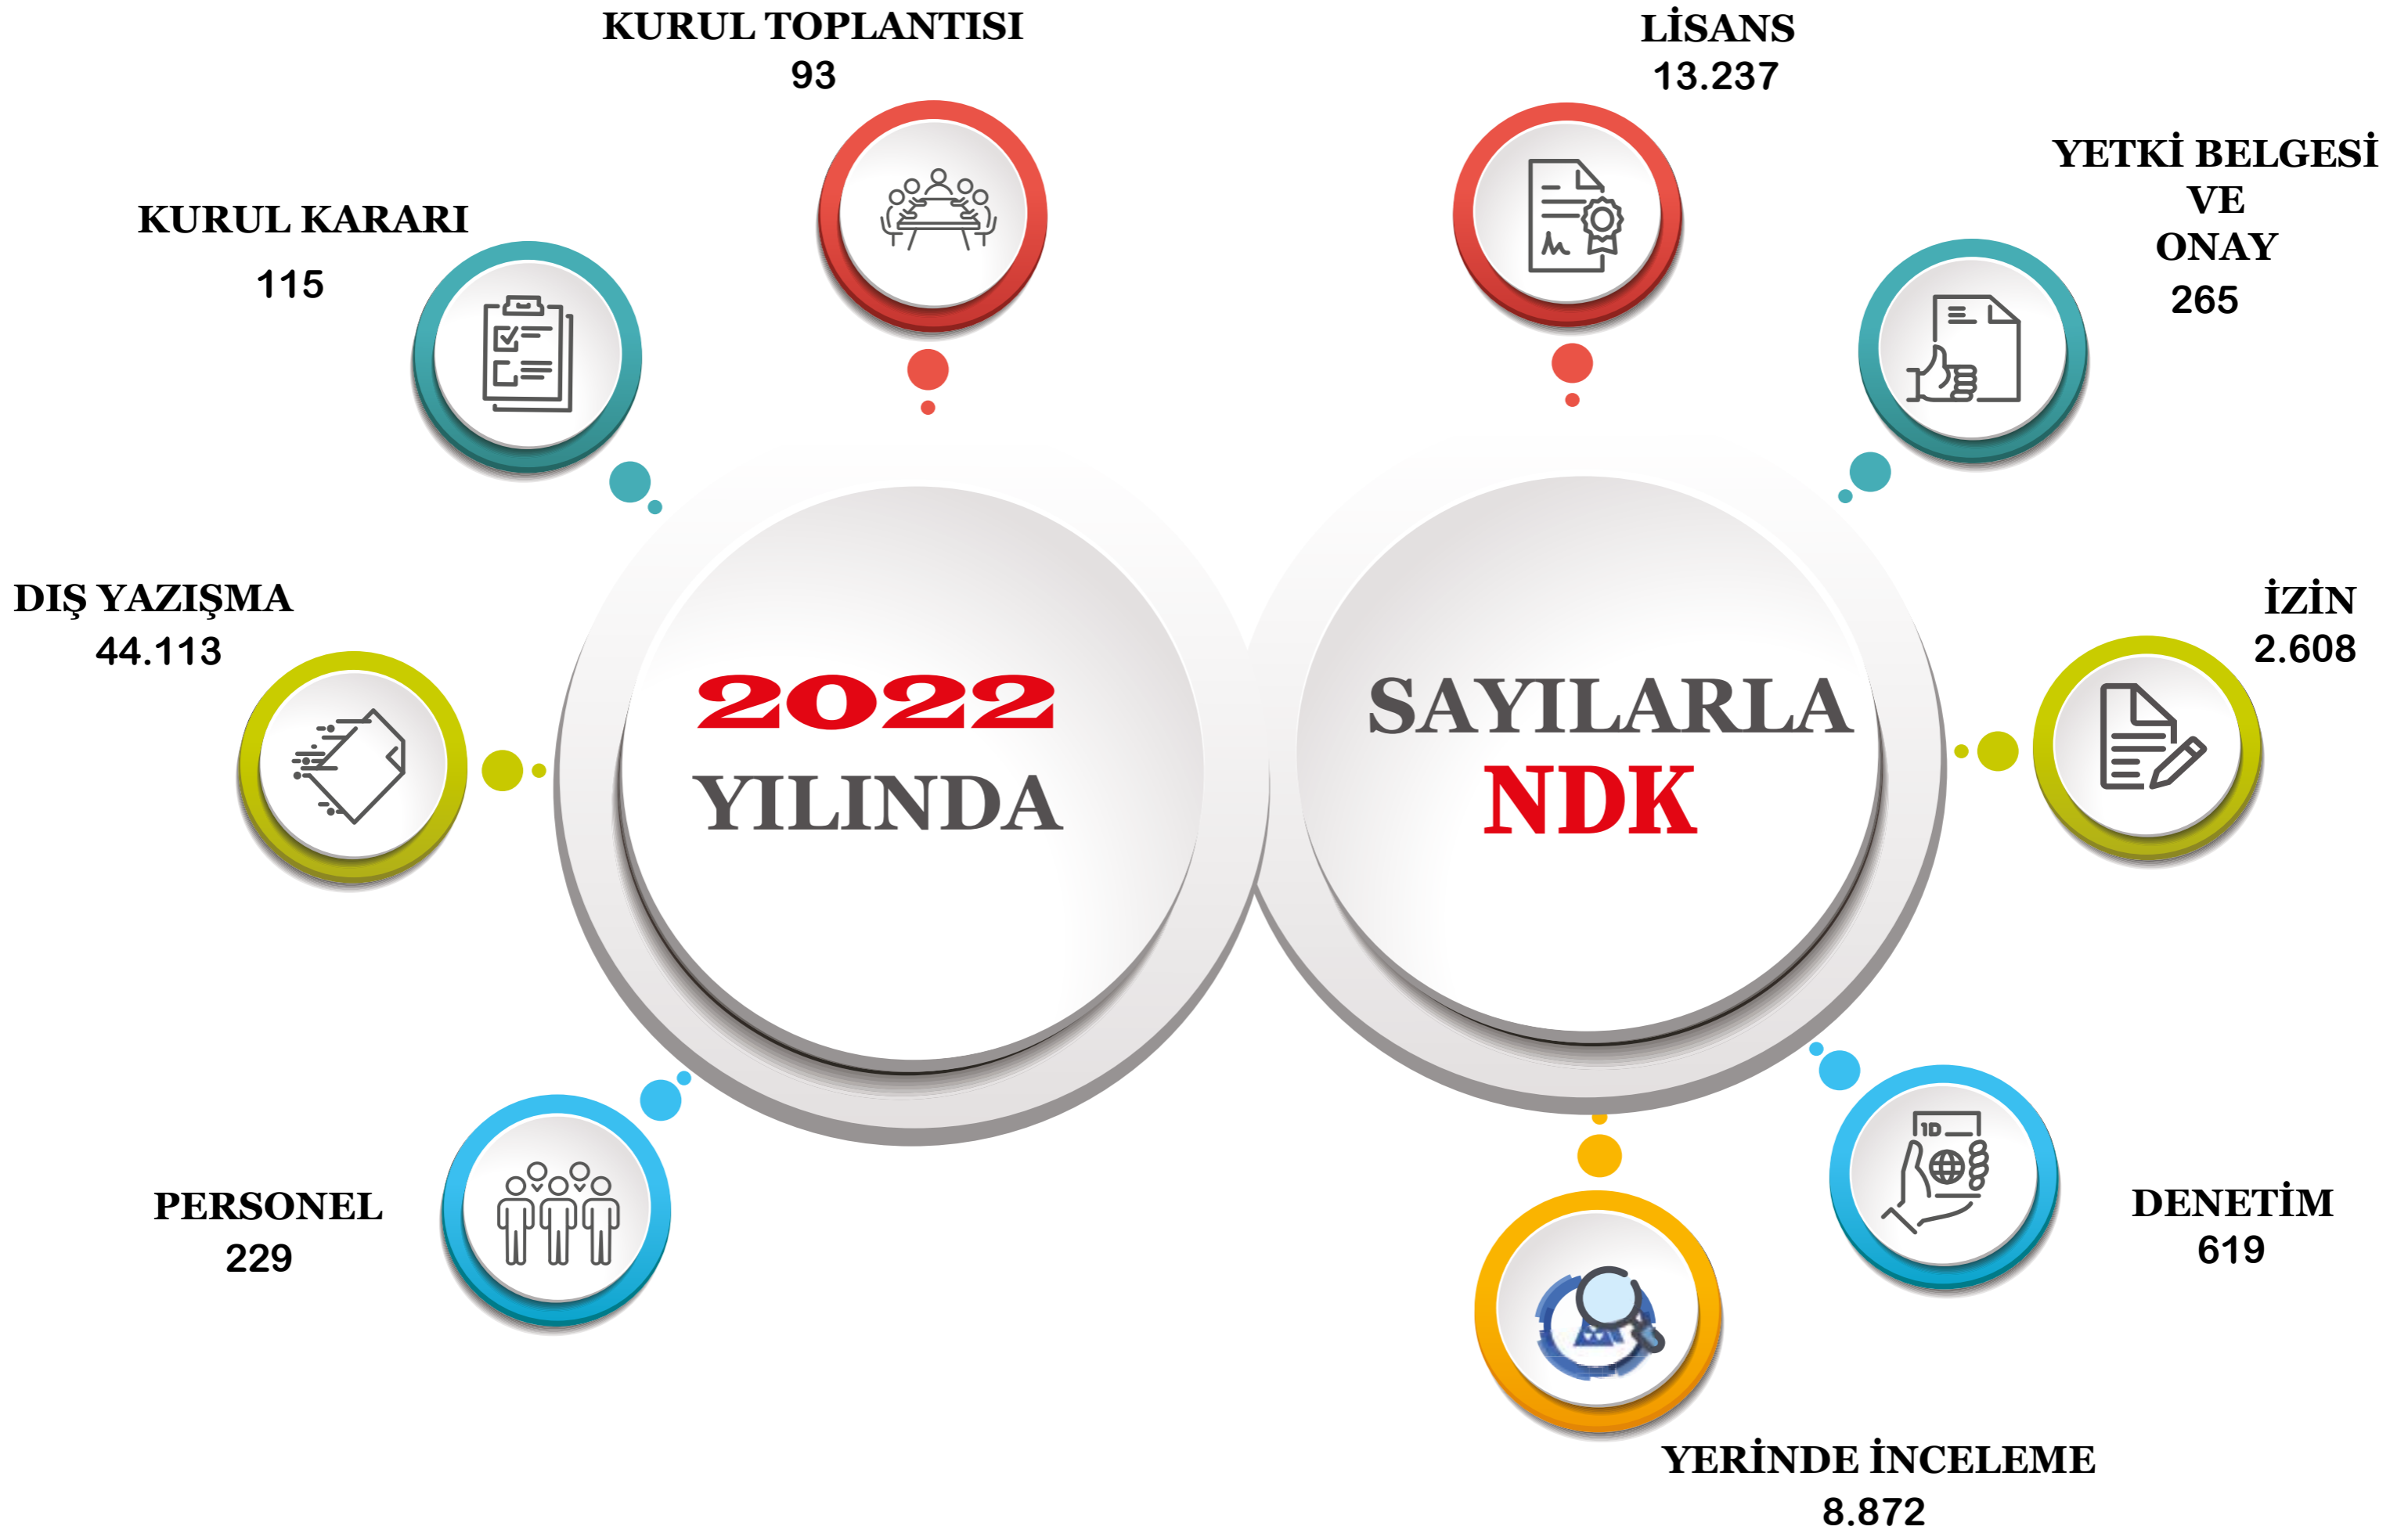 KURUL TOPLANTISI
93
LİSANS
13.237
YETKİ BELGESİ
VE
ONAY
265
KURUL KARARI
115
DIŞ YAZIŞMA
44.113
İZİN
2.608
2022
YILINDA
SAYILARLA
NDK
PERSONEL
229
1D
DENETİM
619
YERİNDE İNCELEME
8.872